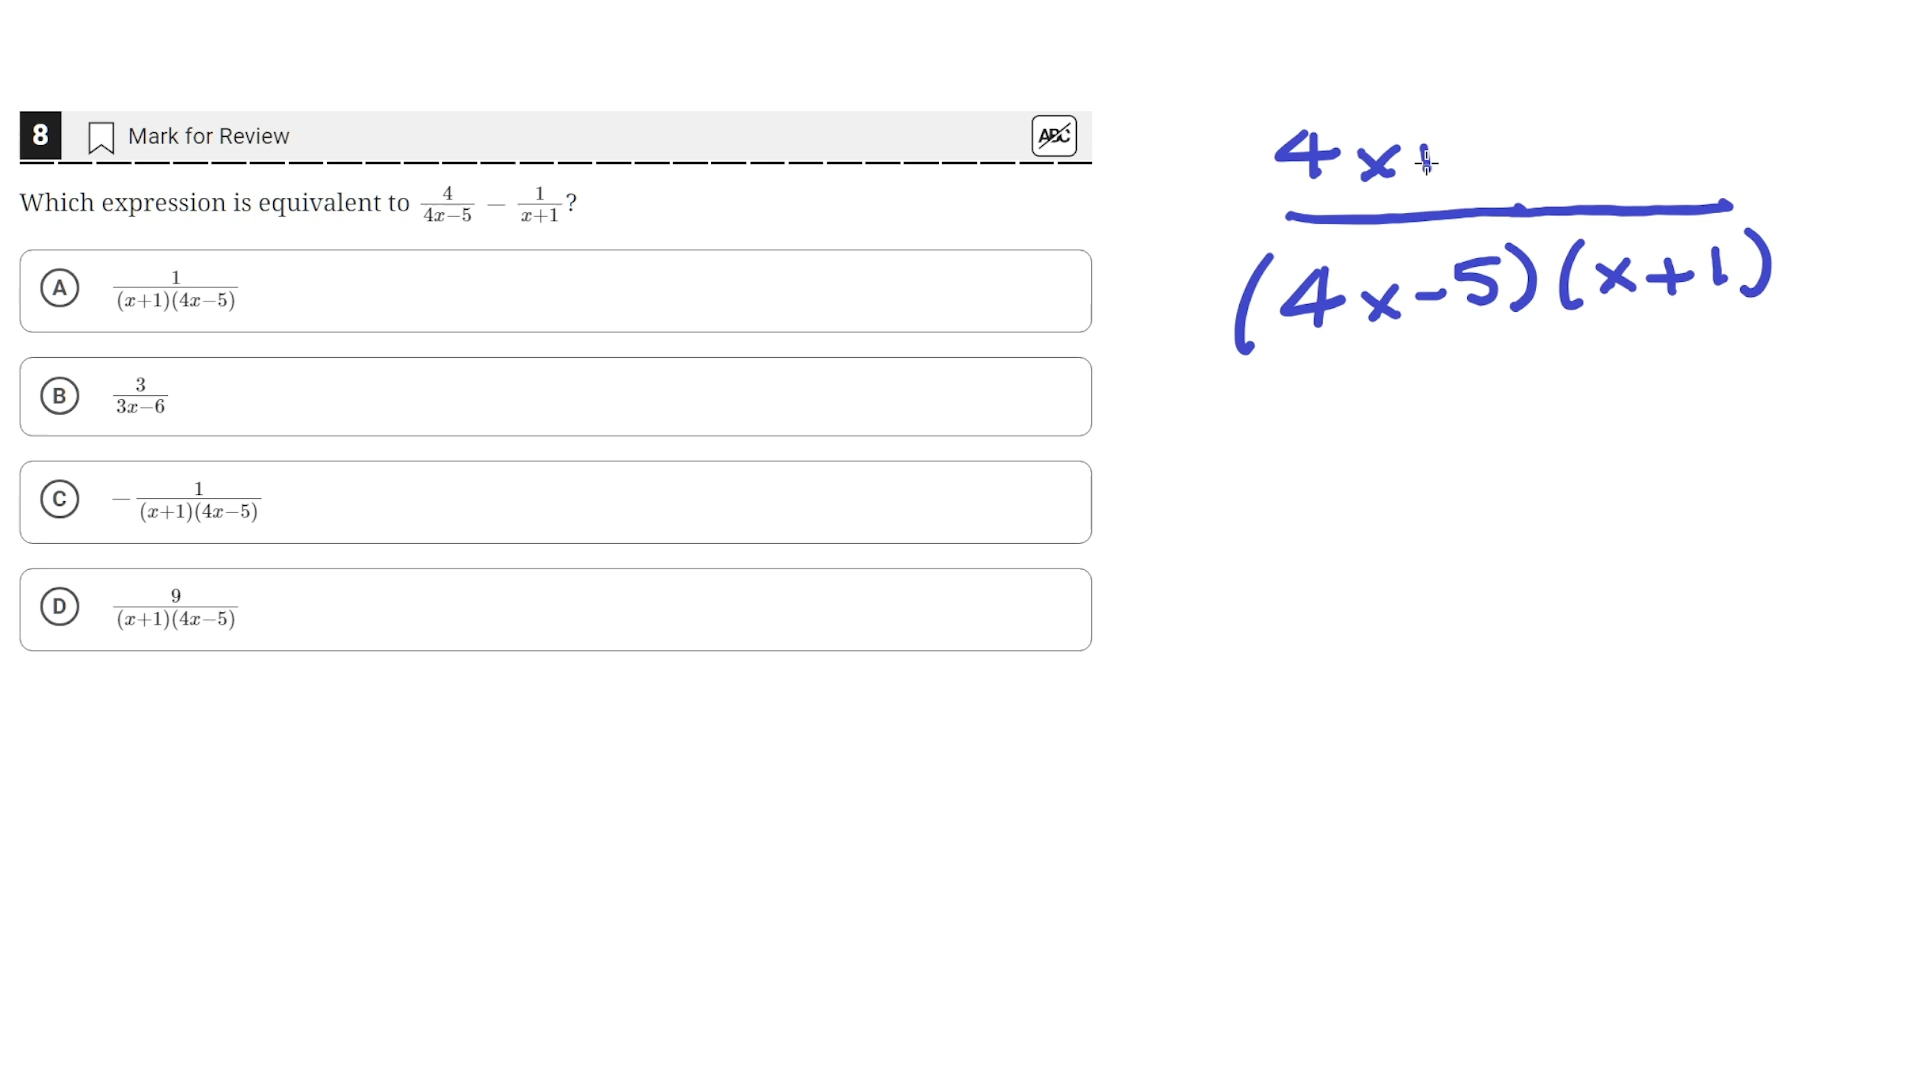 8 Mark for Review ABC
Which expression is equivalent to 4/(4x−5) − 1/(x+1)?
A 1/((x+1)(4x−5))
B 3/(3x−6)
C −1/((x+1)(4x−5))
D 9/((x+1)(4x−5))
4x+
(4x-5)(x+1)